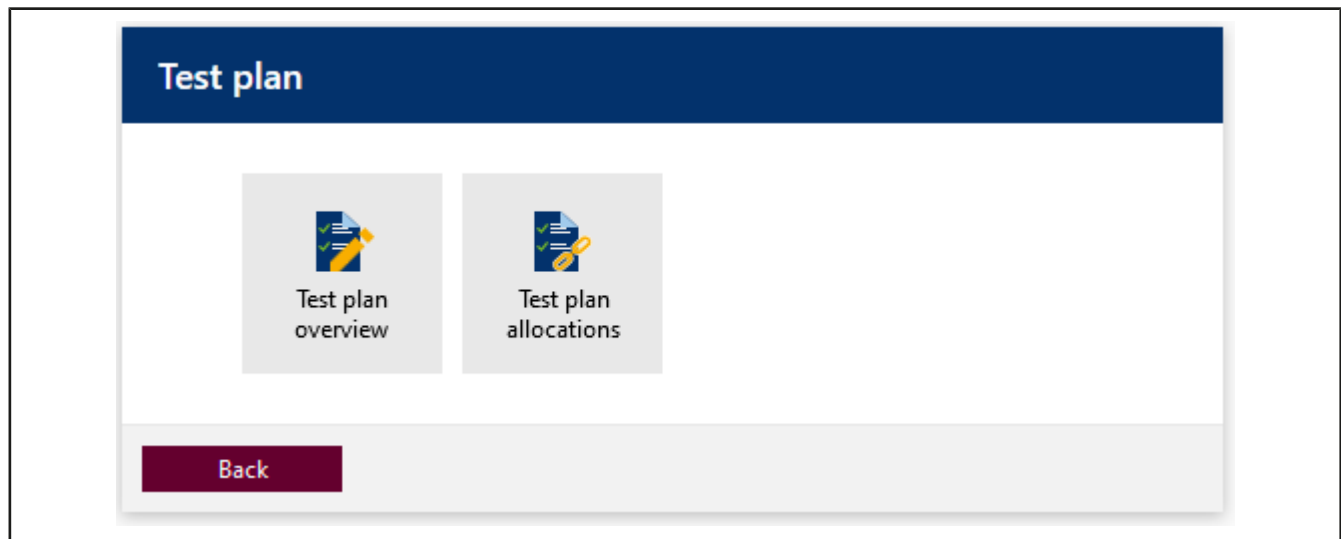 Test plan
Test plan
overview
Test plan
allocations
Back